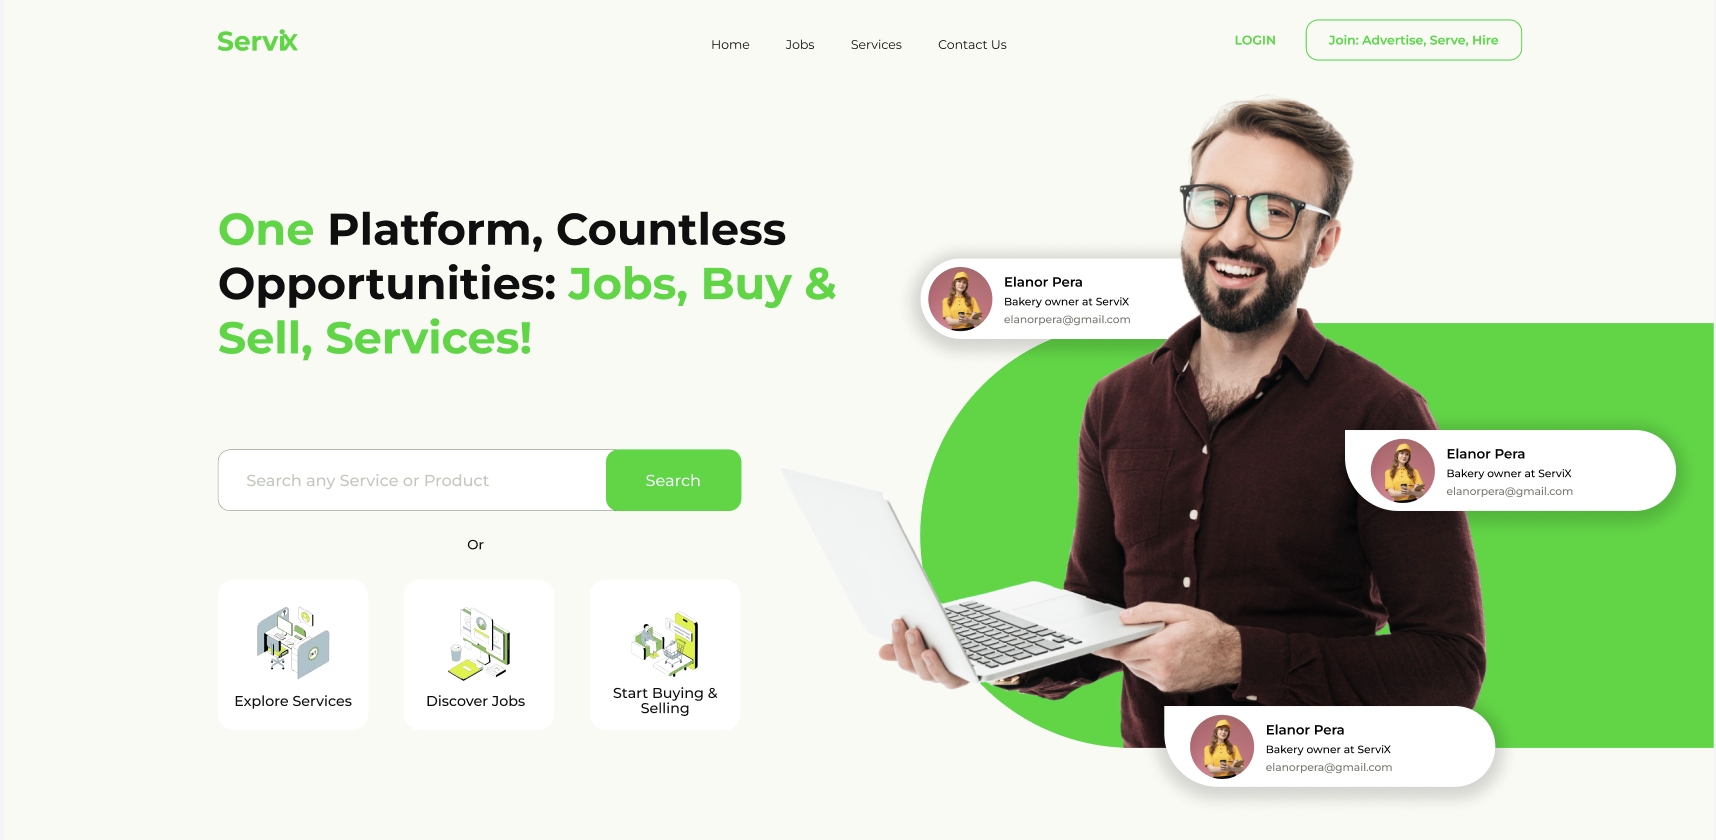 ServiX
Home Jobs Services Contact Us
LOGIN
Join: Advertise, Serve, Hire
One Platform, Countless
Opportunities: Jobs, Buy &
Sell, Services!
Search any Service or Product
Search
Or
Explore Services
Discover Jobs
Start Buying &
Selling
Elanor Pera
Bakery owner at ServiX
elanorpera@gmail.com
Elanor Pera
Bakery owner at ServiX
elanorpera@gmail.com
Elanor Pera
Bakery owner at ServiX
elanorpera@gmail.com